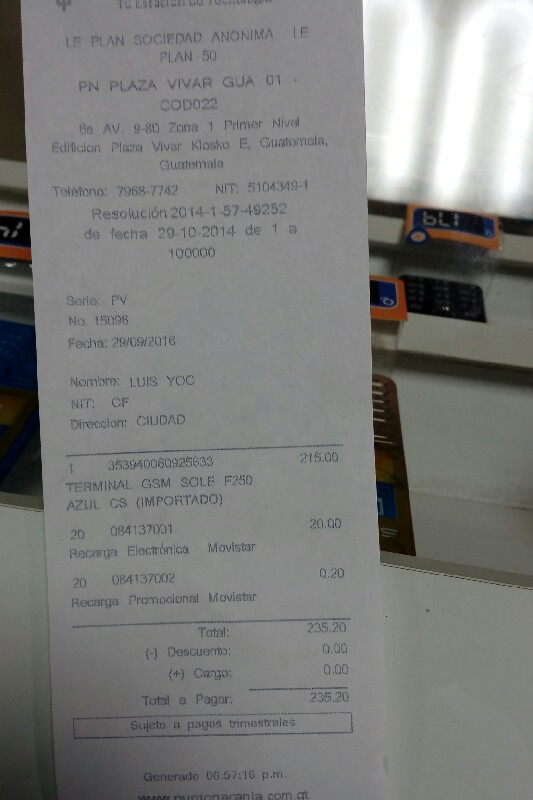 Tu Estación de Tecnología
LE PLAN SOCIEDAD ANONIMA LE
PLAN 50
PN PLAZA VIVAR GUA 01 -
COD022
6a AV. 9-80 Zona 1 Primer Nivel
Edificion Plaza Vivar Kiosko E, Guatemala,
Guatemala
Teléfono: 7968-7742 NIT: 5104349-1
Resolución 2014-1-57-49252
de fecha 29-10-2014 de 1 a
100000
Serie: PV
No. 15096
Fecha: 29/09/2016
Nombre: LUIS YOC
NIT: CF
Direccion: CIUDAD
1 353940060925633 215.00
TERMINAL GSM SOLE F250
AZUL CS (IMPORTADO)
20 084137001 20.00
Recarga Electrónica Movistar
20 084137002 0.20
Recarga Promocional Movistar
Total: 235.20
(-) Descuento: 0.00
(+) Cargo: 0.00
Total a Pagar: 235.20
Sujeto a pagos trimestrales
Generado 06:57:16 p.m.
www.puntonaranja.com.gt